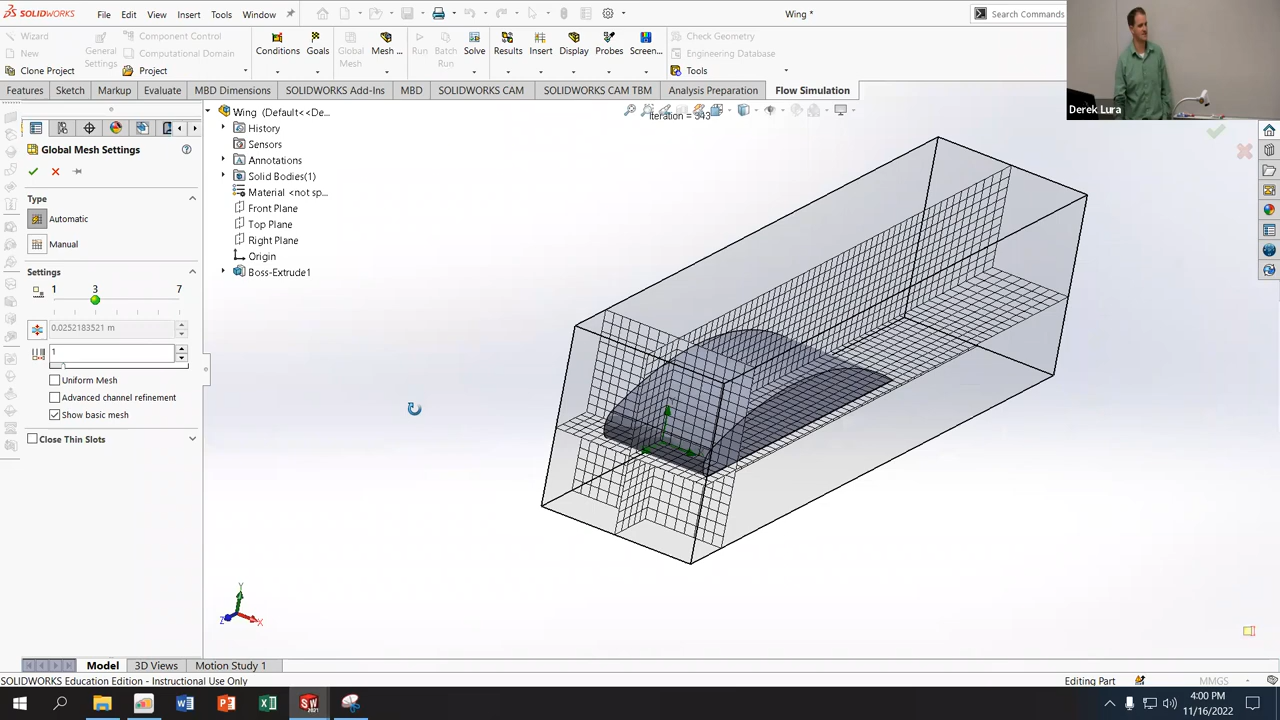 SOLIDWORKS File Edit View Insert Tools Window Wing * Search Commands
Wizard
New
Clone Project
General Settings
Component Control
Computational Domain
Project
Conditions
Goals
Global Mesh
Mesh ...
Run
Batch Run
Solve
Results
Insert
Display
Probes
Screen...
Check Geometry
Engineering Database
Tools
Derek Lura
Features Sketch Markup Evaluate MBD Dimensions SOLIDWORKS Add-Ins MBD SOLIDWORKS CAM SOLIDWORKS CAM TBM Analysis Preparation Flow Simulation
Iteration = 343
Global Mesh Settings
Type
Automatic
Manual
Settings
1 3 7
0.0252183521 m
1
Uniform Mesh
Advanced channel refinement
Show basic mesh
Close Thin Slots
Wing (Default<<De...
History
Sensors
Annotations
Solid Bodies(1)
Material <not sp...
Front Plane
Top Plane
Right Plane
Origin
Boss-Extrude1
Y
Z
X
Model 3D Views Motion Study 1
SOLIDWORKS Education Edition - Instructional Use Only
Editing Part
MMGS
4:00 PM
11/16/2022